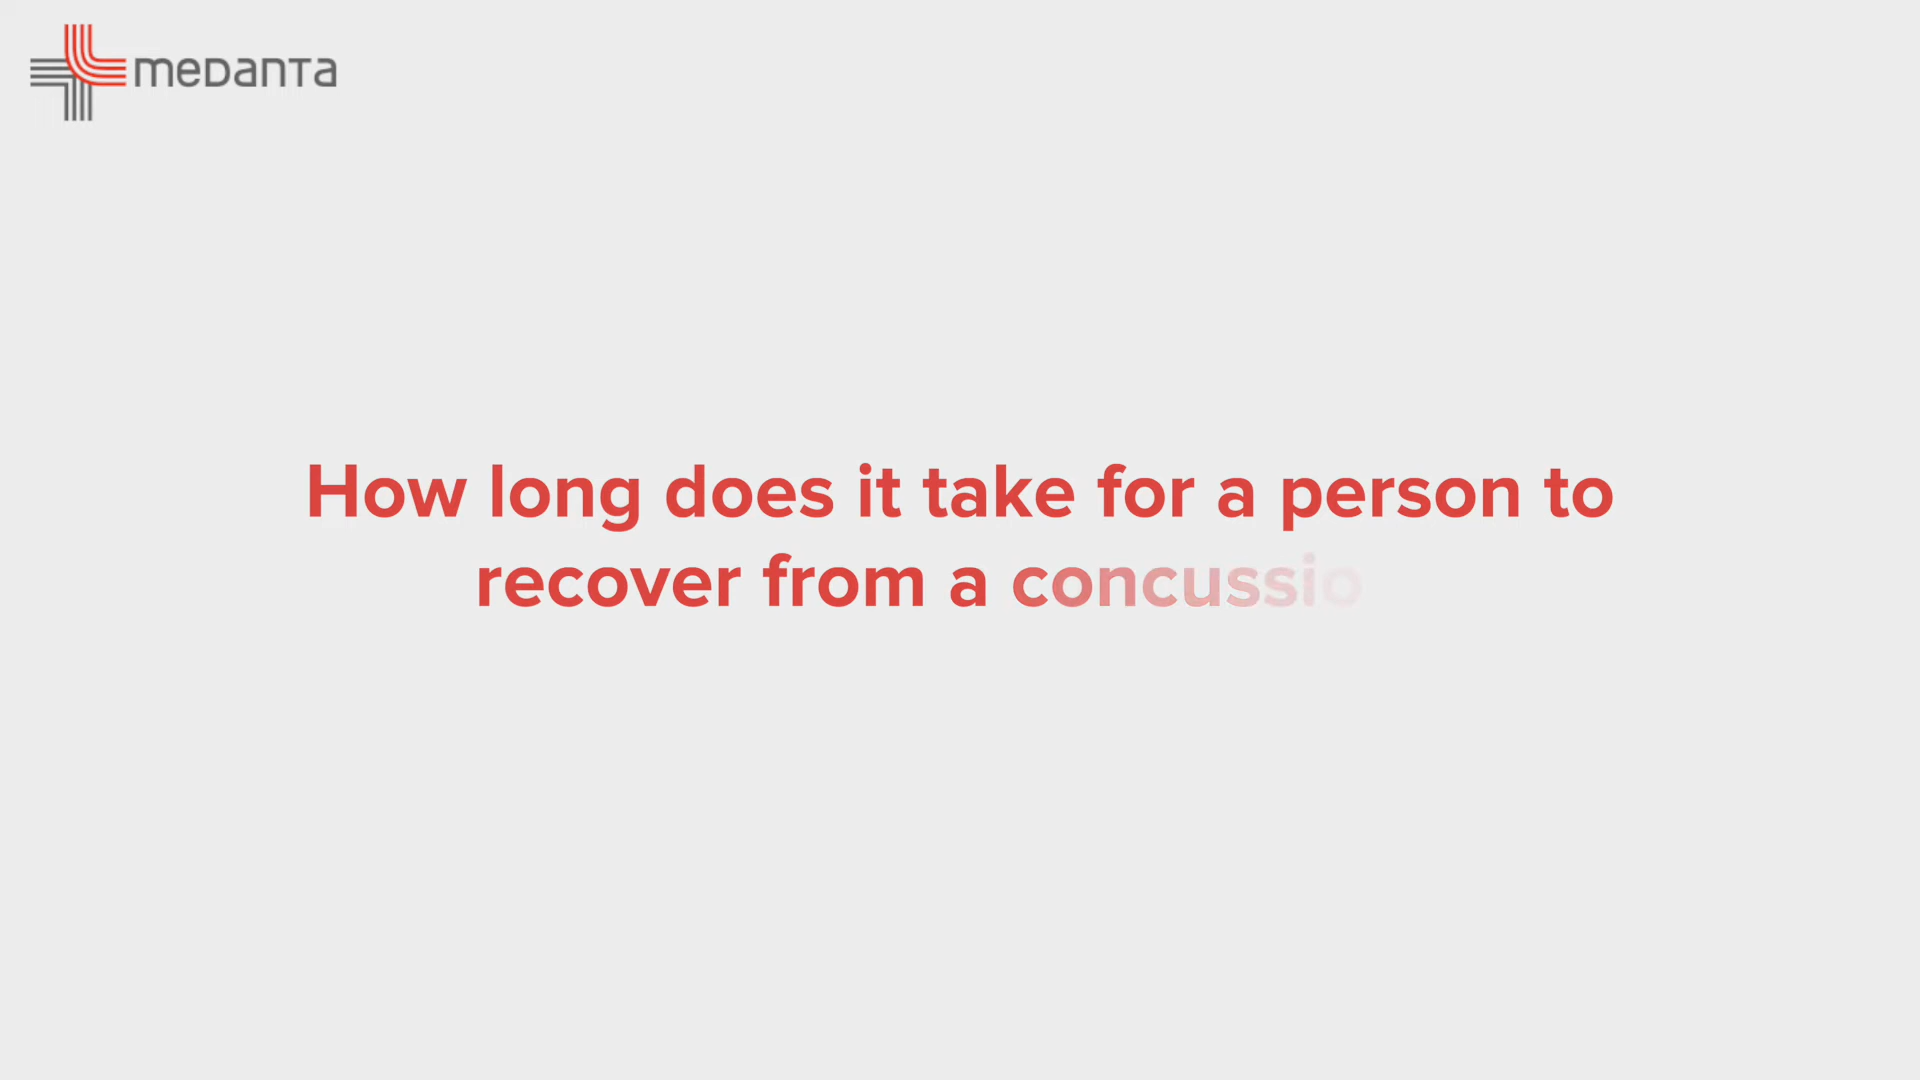 meDanTa
How long does it take for a person to
recover from a concussio